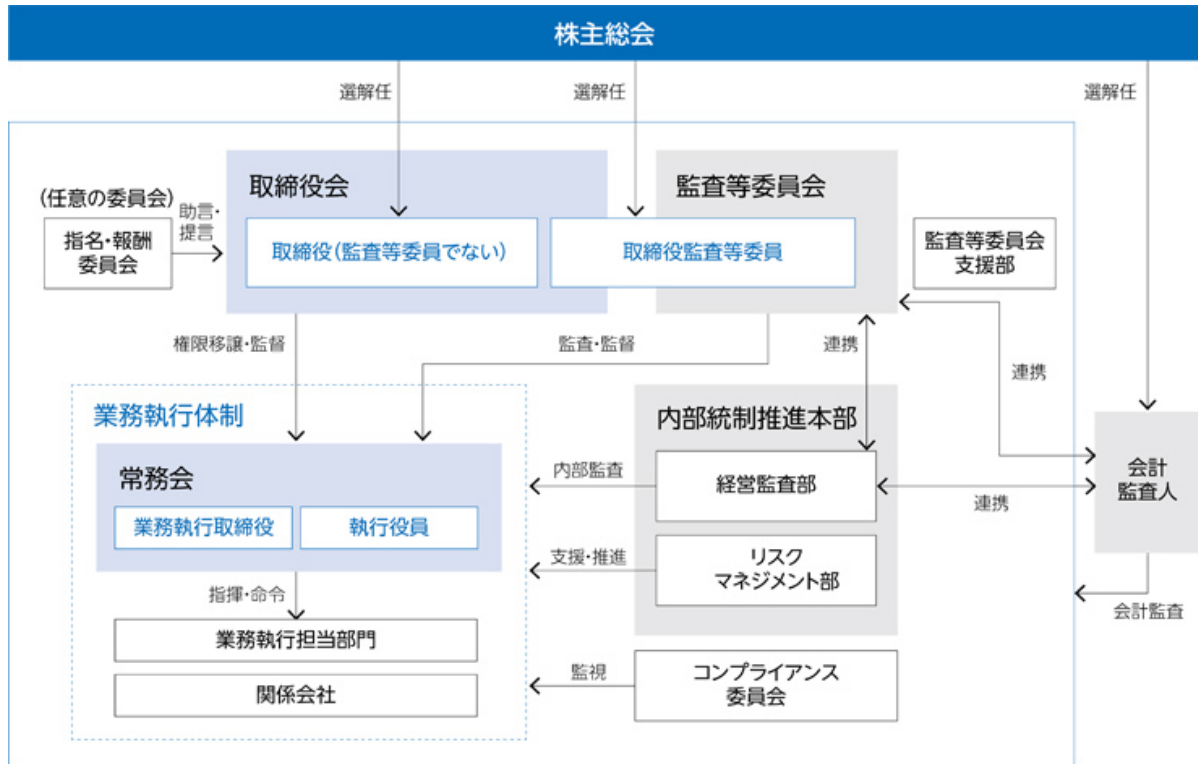 株主総会
選解任
選解任
選解任
取締役会
監査等委員会
(任意の委員会)
助言・
提言
指名・報酬
委員会
取締役(監査等委員でない)
取締役監査等委員
監査等委員会
支援部
権限移譲・監督
監査・監督
連携
連携
業務執行体制
内部統制推進本部
常務会
内部監査
経営監査部
連携
会計
監査人
業務執行取締役
執行役員
支援・推進
リスク
マネジメント部
指揮・命令
会計監査
業務執行担当部門
監視
コンプライアンス
委員会
関係会社